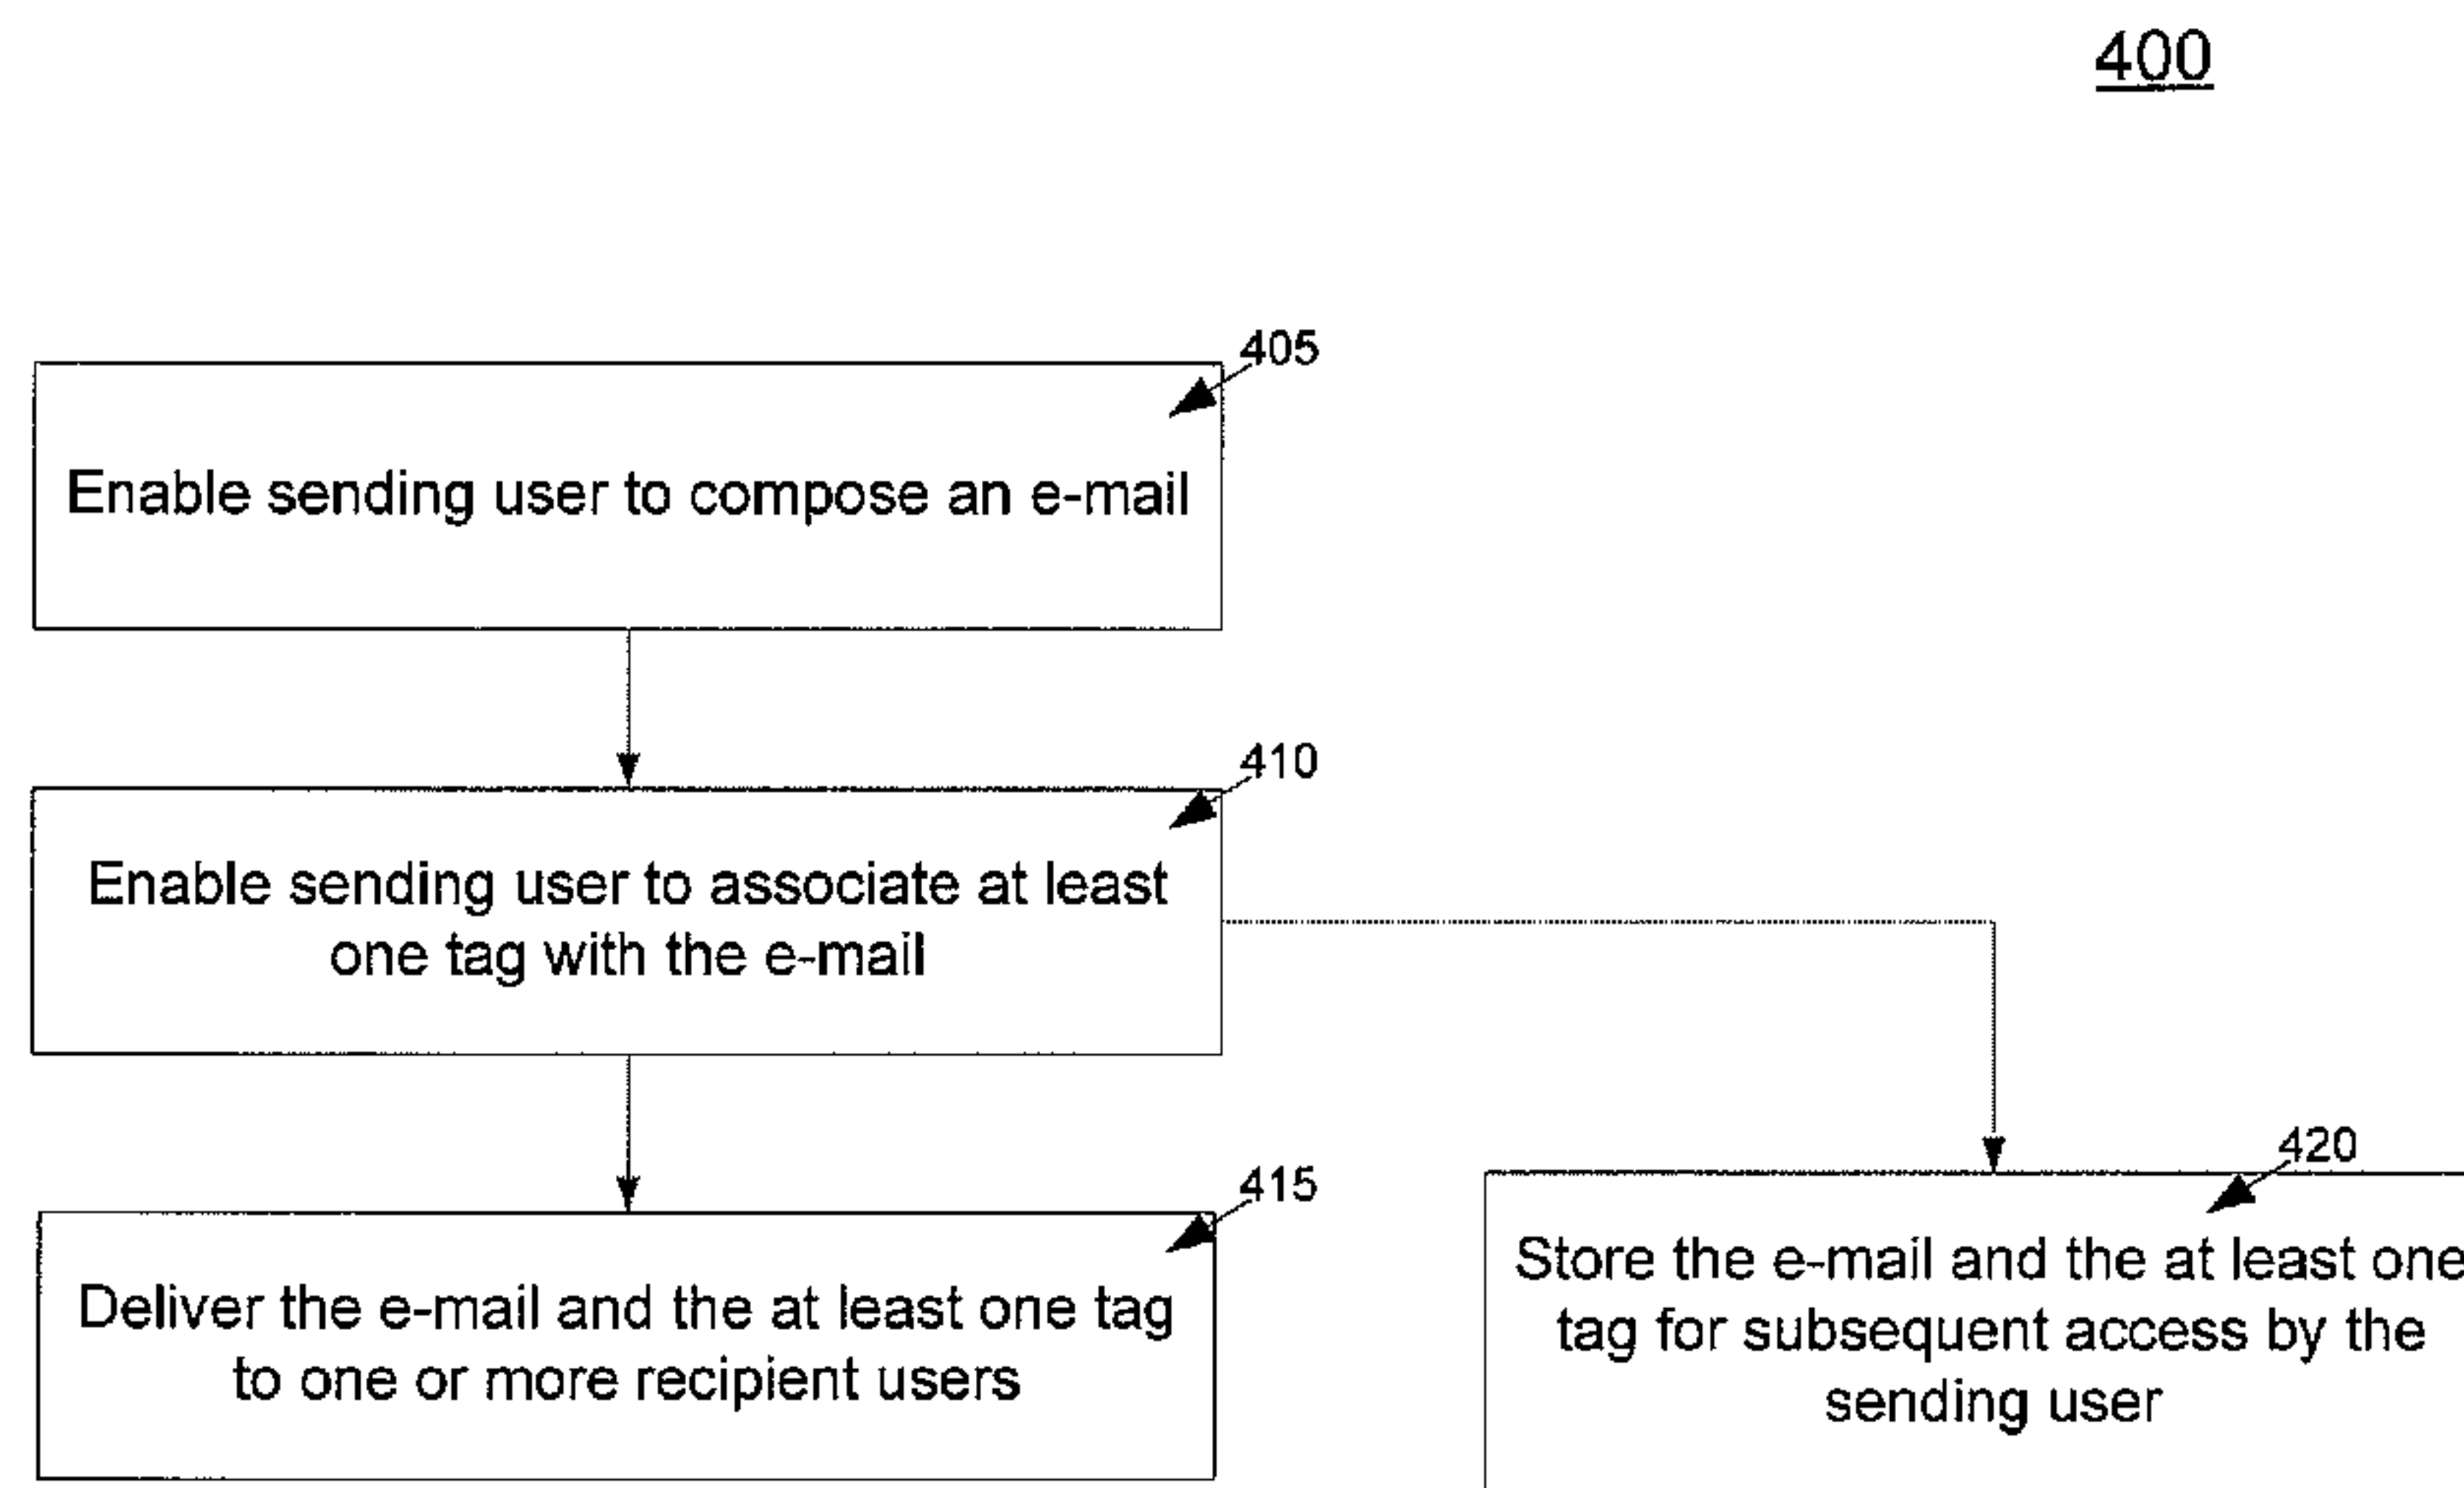 400
405
Enable sending user to compose an e-mail
410
Enable sending user to associate at least
one tag with the e-mail
415
Deliver the e-mail and the at least one tag
to one or more recipient users
420
Store the e-mail and the at least one
tag for subsequent access by the
sending user